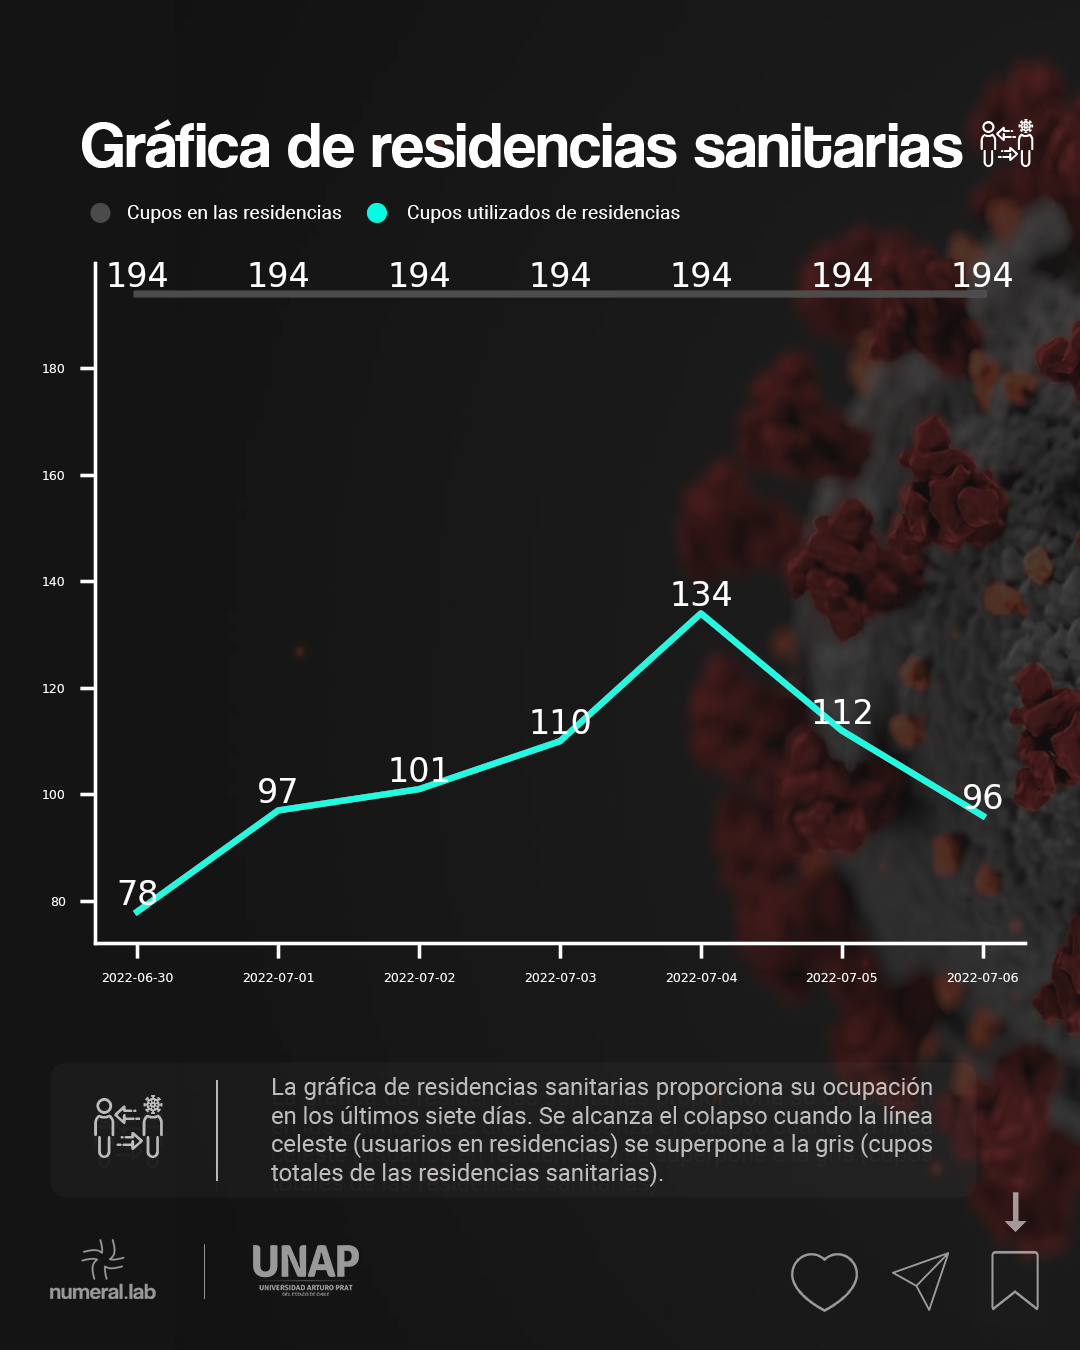 Gráfica de residencias sanitarias
Cupos en las residencias Cupos utilizados de residencias
194 194 194 194 194 194 194
180
160
140
134
120
110 112
101
97 96
100
78
80
2022-06-30 2022-07-01 2022-07-02 2022-07-03 2022-07-04 2022-07-05 2022-07-06
La gráfica de residencias sanitarias proporciona su ocupación
en los últimos siete días. Se alcanza el colapso cuando la línea
celeste (usuarios en residencias) se superpone a la gris (cupos
totales de las residencias sanitarias).
numeral.lab
UNAP
UNIVERSIDAD ARTURO PRAT
DEL ESTADO DE CHILE